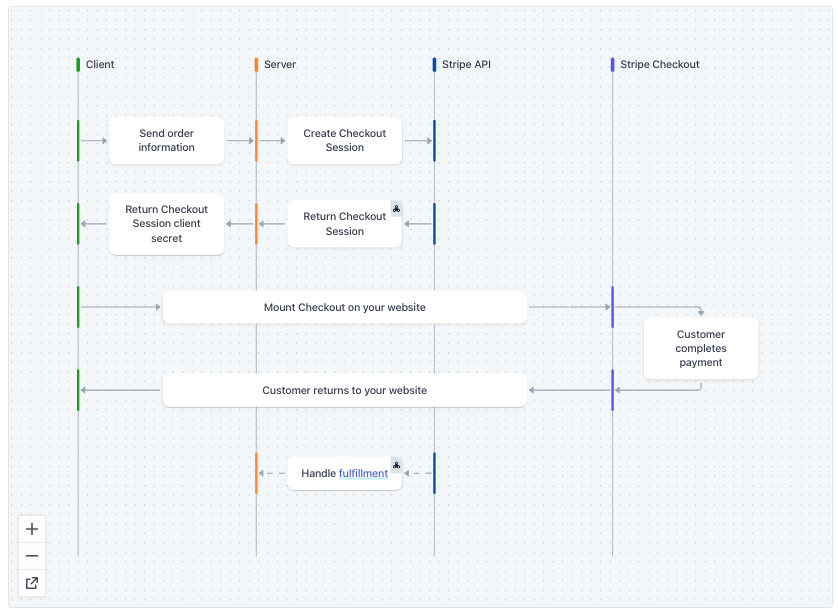 Client
Server
Stripe API
Stripe Checkout
Send order
information
Create Checkout
Session
Return Checkout
Session client
secret
Return Checkout
Session
Mount Checkout on your website
Customer
completes
payment
Customer returns to your website
Handle fulfillment